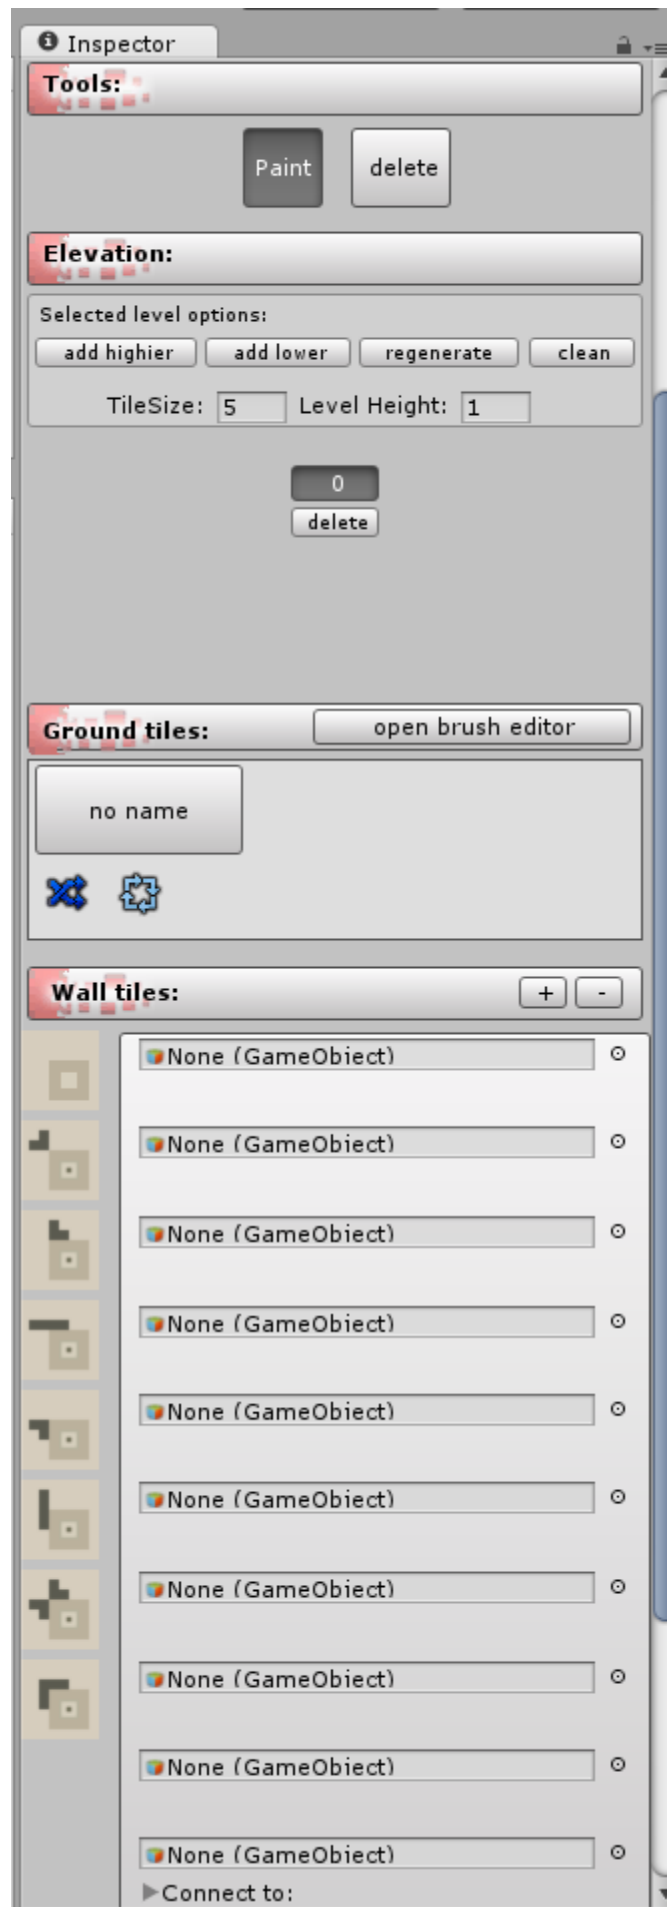 Inspector
Tools:
Paint delete
Elevation:
Selected level options:
add highier add lower regenerate clean
TileSize: 5 Level Height: 1
0
delete
Ground tiles: open brush editor
no name
Wall tiles: + -
None (GameObject)
None (GameObject)
None (GameObject)
None (GameObject)
None (GameObject)
None (GameObject)
None (GameObject)
None (GameObject)
None (GameObject)
None (GameObject)
Connect to: